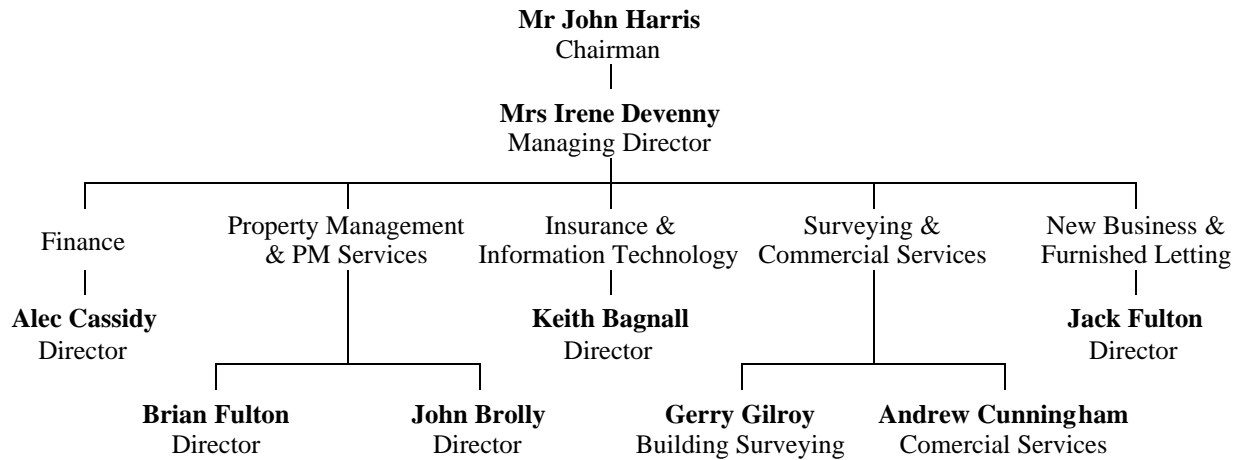 Mr John Harris
Chairman
Mrs Irene Devenny
Managing Director
Finance
Property Management
& PM Services
Insurance &
Information Technology
Surveying &
Commercial Services
New Business &
Furnished Letting
Alec Cassidy
Director
Keith Bagnall
Director
Jack Fulton
Director
Brian Fulton
Director
John Brolly
Director
Gerry Gilroy
Building Surveying
Andrew Cunningham
Comercial Services